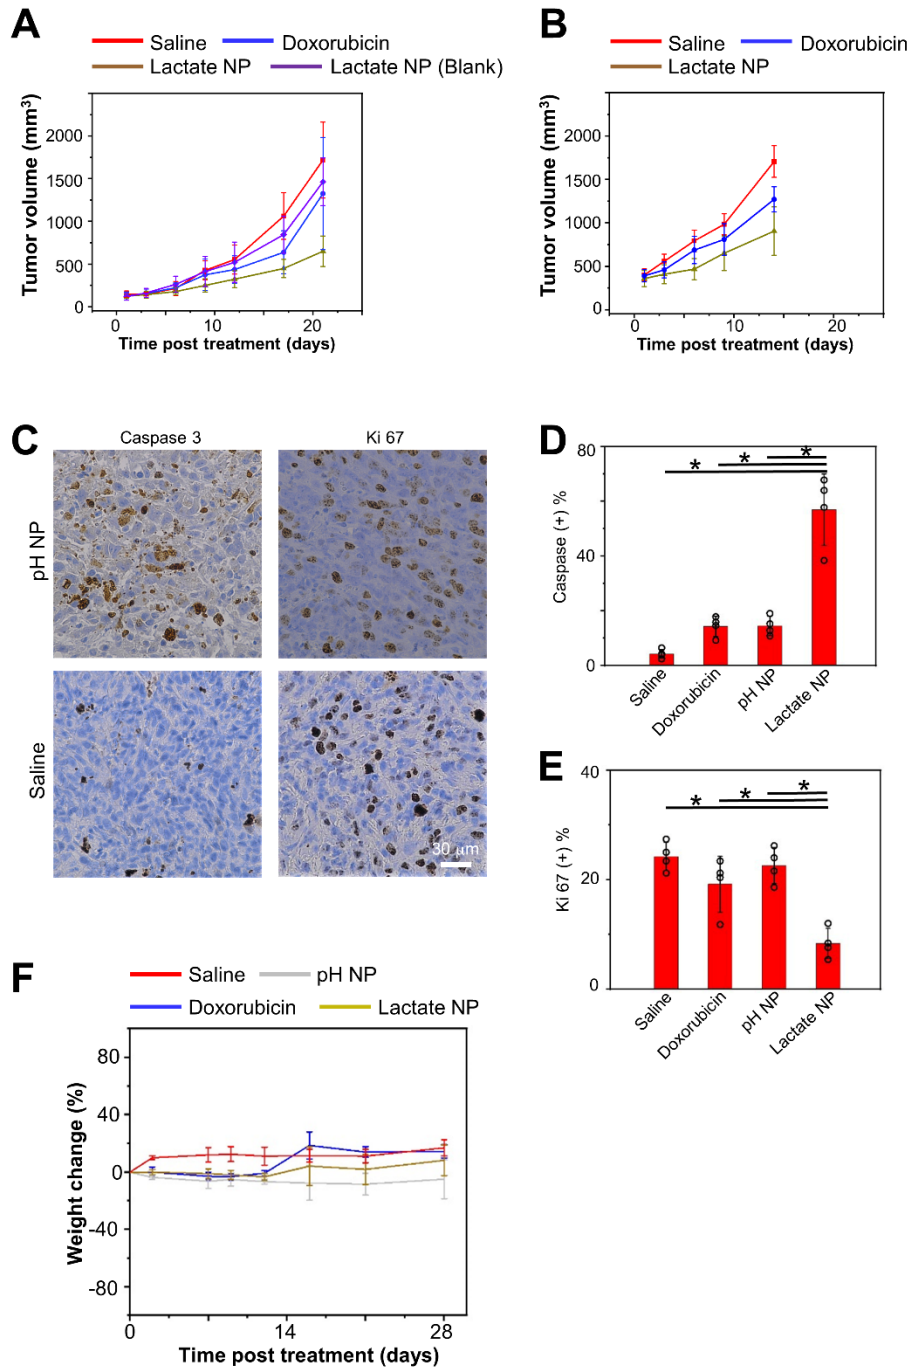 A
Saline Doxorubicin
Lactate NP Lactate NP (Blank)
Tumor volume (mm³)
2000
1500
1000
500
0
0 10 20
Time post treatment (days)
B
Saline Doxorubicin
Lactate NP
Tumor volume (mm³)
2000
1500
1000
500
0
0 10 20
Time post treatment (days)
C
Caspase 3 Ki 67
pH NP
Saline
30 µm
D
Caspase (+) %
80
40
0
* * *
Saline Doxorubicin pH NP Lactate NP
E
Ki 67 (+) %
40
20
0
* * *
Saline Doxorubicin pH NP Lactate NP
F
Saline pH NP
Doxorubicin Lactate NP
Weight change (%)
80
40
0
-40
-80
0 14 28
Time post treatment (days)